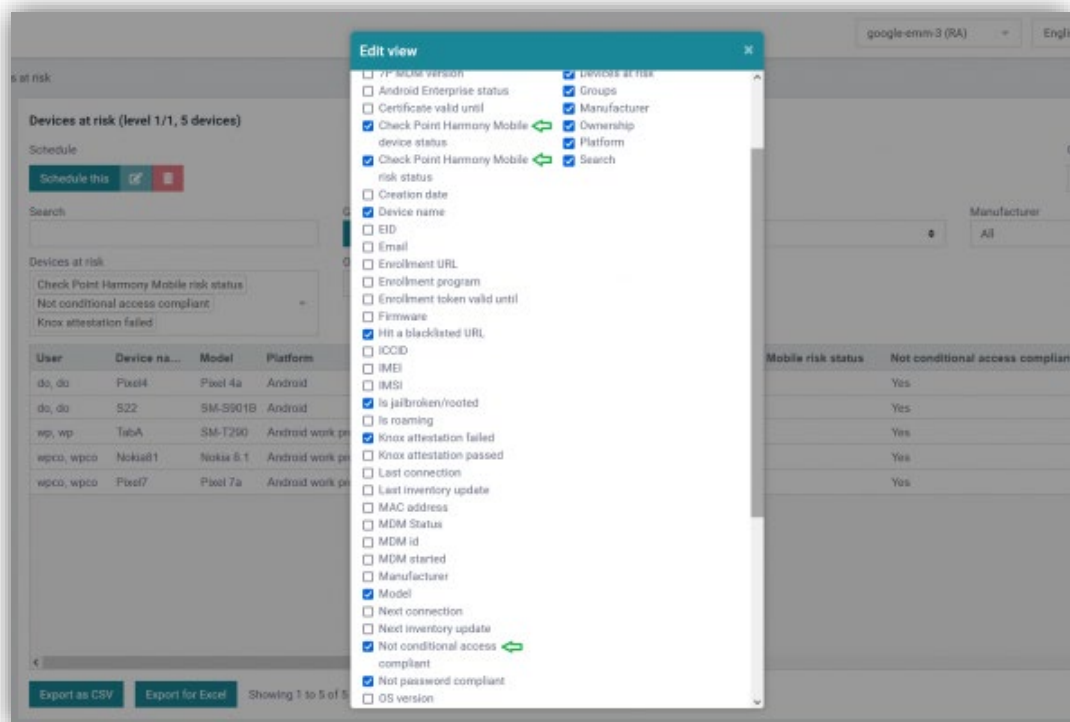 google-emm-3 (RA)
Edit view
×
s at risk
7P MDM version
Android Enterprise status
Certificate valid until
Check Point Harmony Mobile
device status
Check Point Harmony Mobile
risk status
Creation date
Device name
EID
Email
Enrollment URL
Enrollment program
Enrollment token valid until
Firmware
Hit a blacklisted URL
ICCID
IMEI
IMSI
Is jailbroken/rooted
Is roaming
Knox attestation failed
Knox attestation passed
Last connection
Last inventory update
MAC address
MDM Status
MDM id
MDM started
Manufacturer
Model
Next connection
Next inventory update
Not conditional access
compliant
Not password compliant
OS version
Devices at risk
Groups
Manufacturer
Ownership
Platform
Search
Devices at risk (level 1/1, 5 devices)
Schedule
Schedule this
Search
Manufacturer
All
Devices at risk
Check Point Harmony Mobile risk status
Not conditional access compliant
Knox attestation failed
User Device na... Model Platform Mobile risk status Not conditional access complian
do, do Pixel4 Pixel 4a Android Yes
do, do S22 SM-S901B Android Yes
wp, wp TabA SM-T290 Android work pr Yes
wpco, wpco Nokia81 Nokia 8.1 Android work pr Yes
wpco, wpco Pixel7 Pixel 7a Android work pr Yes
Export as CSV Export for Excel Showing 1 to 5 of 5